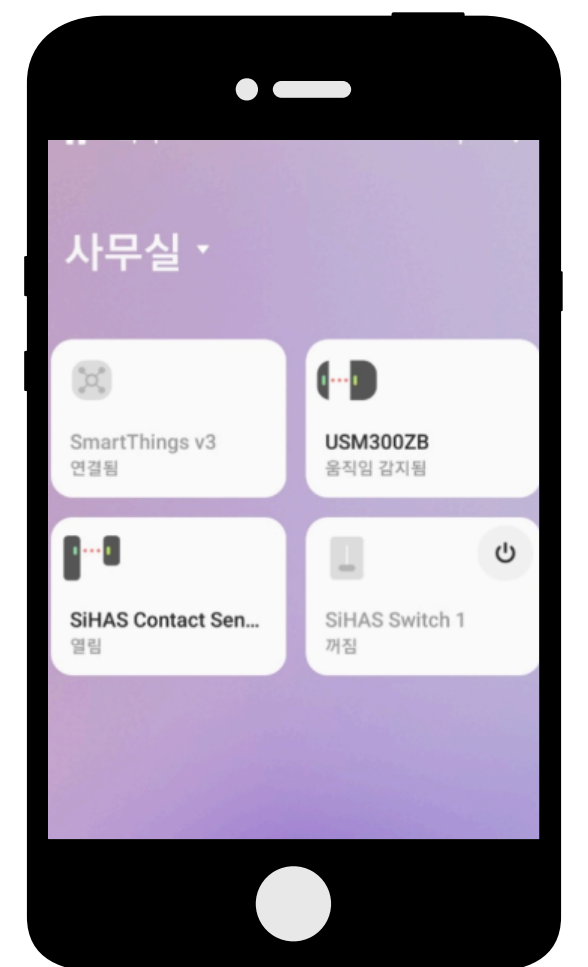 사무실
SmartThings v3
연결됨
USM300ZB
움직임 감지됨
SiHAS Contact Sen...
열림
SiHAS Switch 1
꺼짐